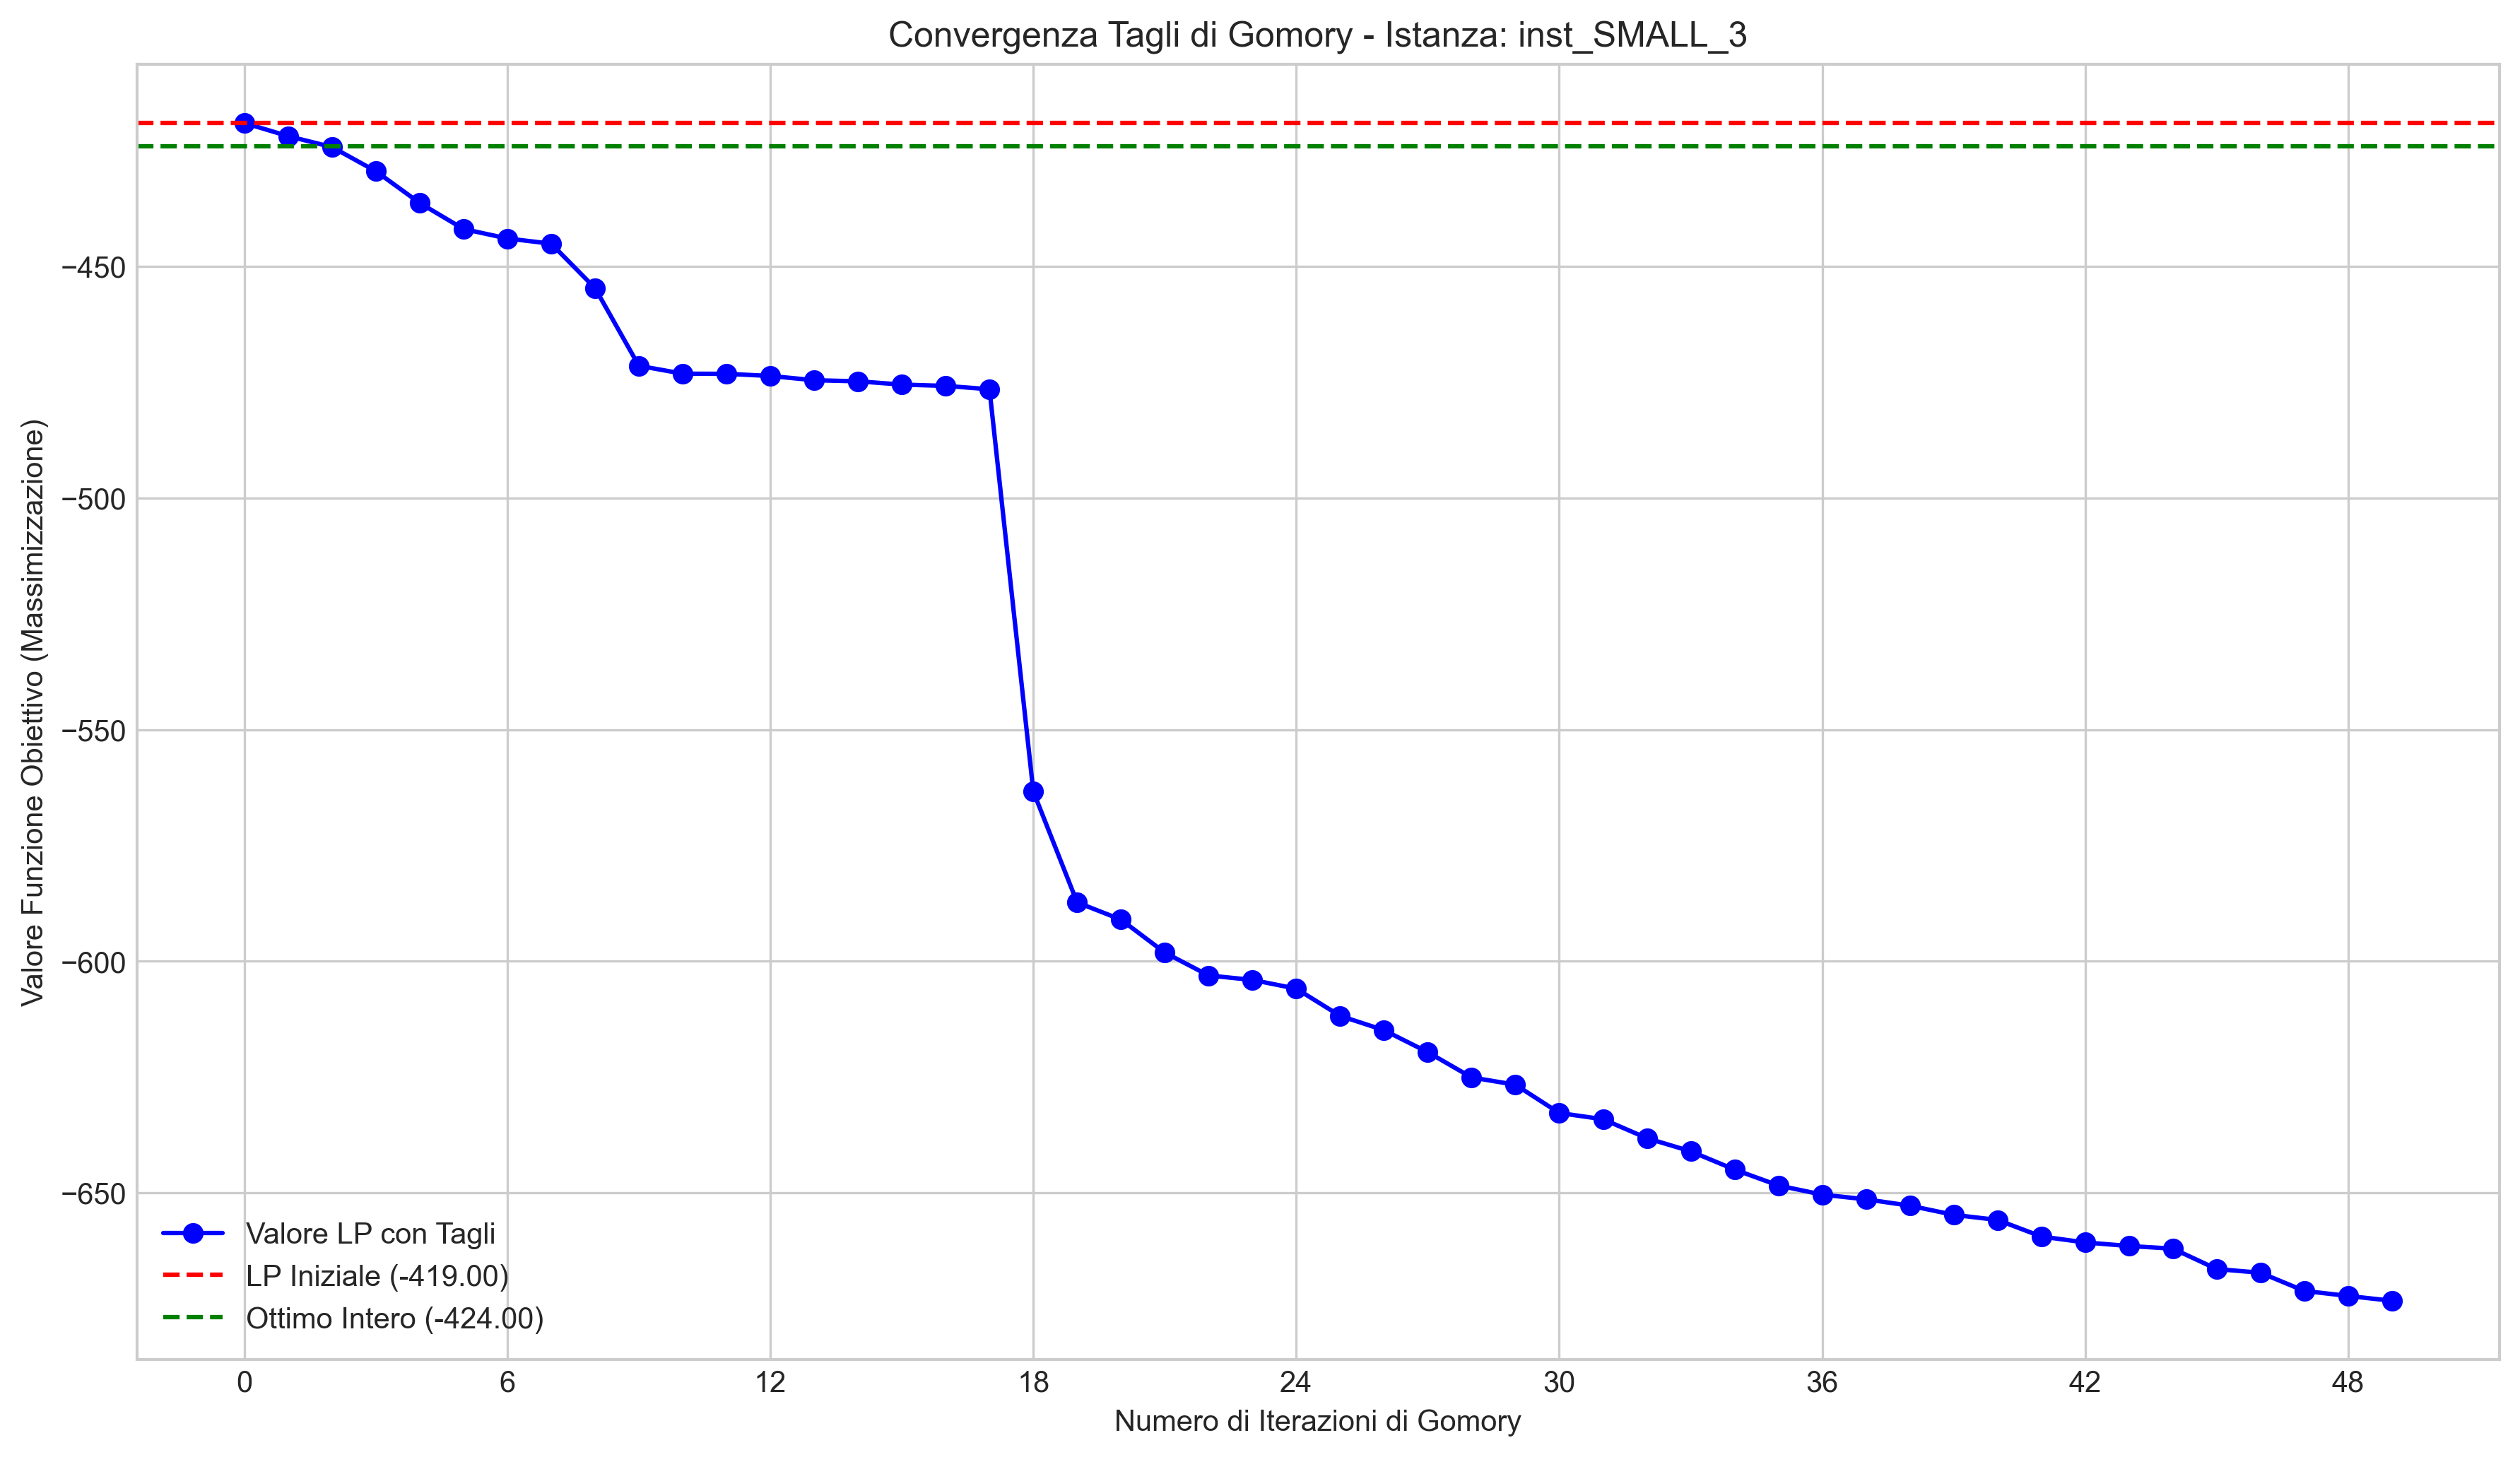 Convergenza Tagli di Gomory - Istanza: inst_SMALL_3
Valore Funzione Obiettivo (Massimizzazione)
−450
−500
−550
−600
−650
Valore LP con Tagli
LP Iniziale (-419.00)
Ottimo Intero (-424.00)
0 6 12 18 24 30 36 42 48
Numero di Iterazioni di Gomory